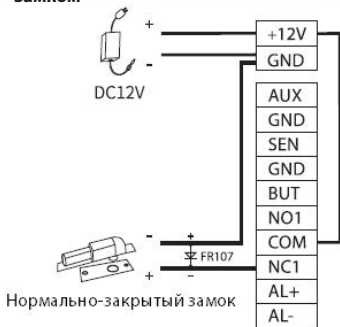 замком
+
-
DC12V
+12V
GND
AUX
GND
SEN
GND
BUT
NO1
COM
NC1
AL+
AL-
-
+
FR107
+
-
Нормально-закрытый замок